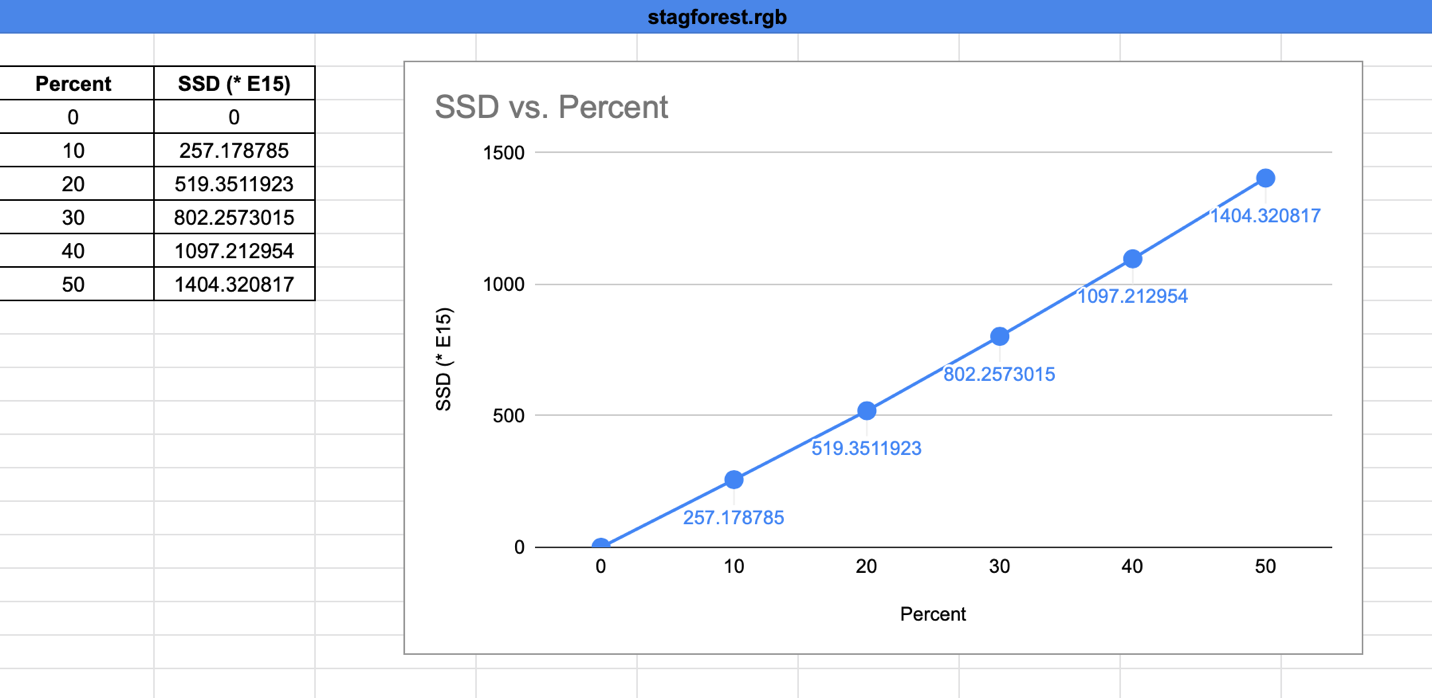 stagforest.rgb
Percent SSD (* E15)
0 0
10 257.178785
20 519.3511923
30 802.2573015
40 1097.212954
50 1404.320817
SSD vs. Percent
1500
1000
500
0
SSD (* E15)
257.178785
519.3511923
802.2573015
1097.212954
1404.320817
0 10 20 30 40 50
Percent